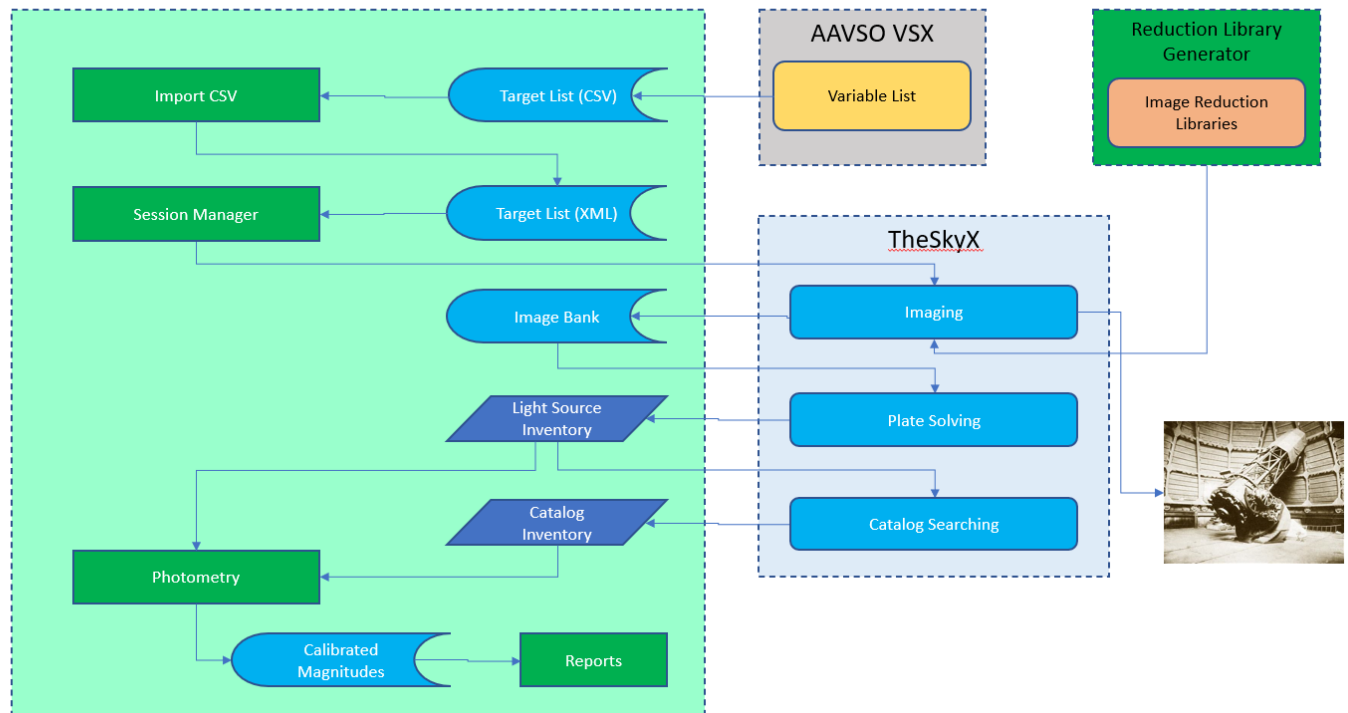 AAVSO VSX
Reduction Library
Generator
Import CSV
Target List (CSV)
Variable List
Image Reduction
Libraries
Session Manager
Target List (XML)
TheSkyX
Image Bank
Imaging
Light Source
Inventory
Plate Solving
Catalog
Inventory
Catalog Searching
Photometry
Calibrated
Magnitudes
Reports